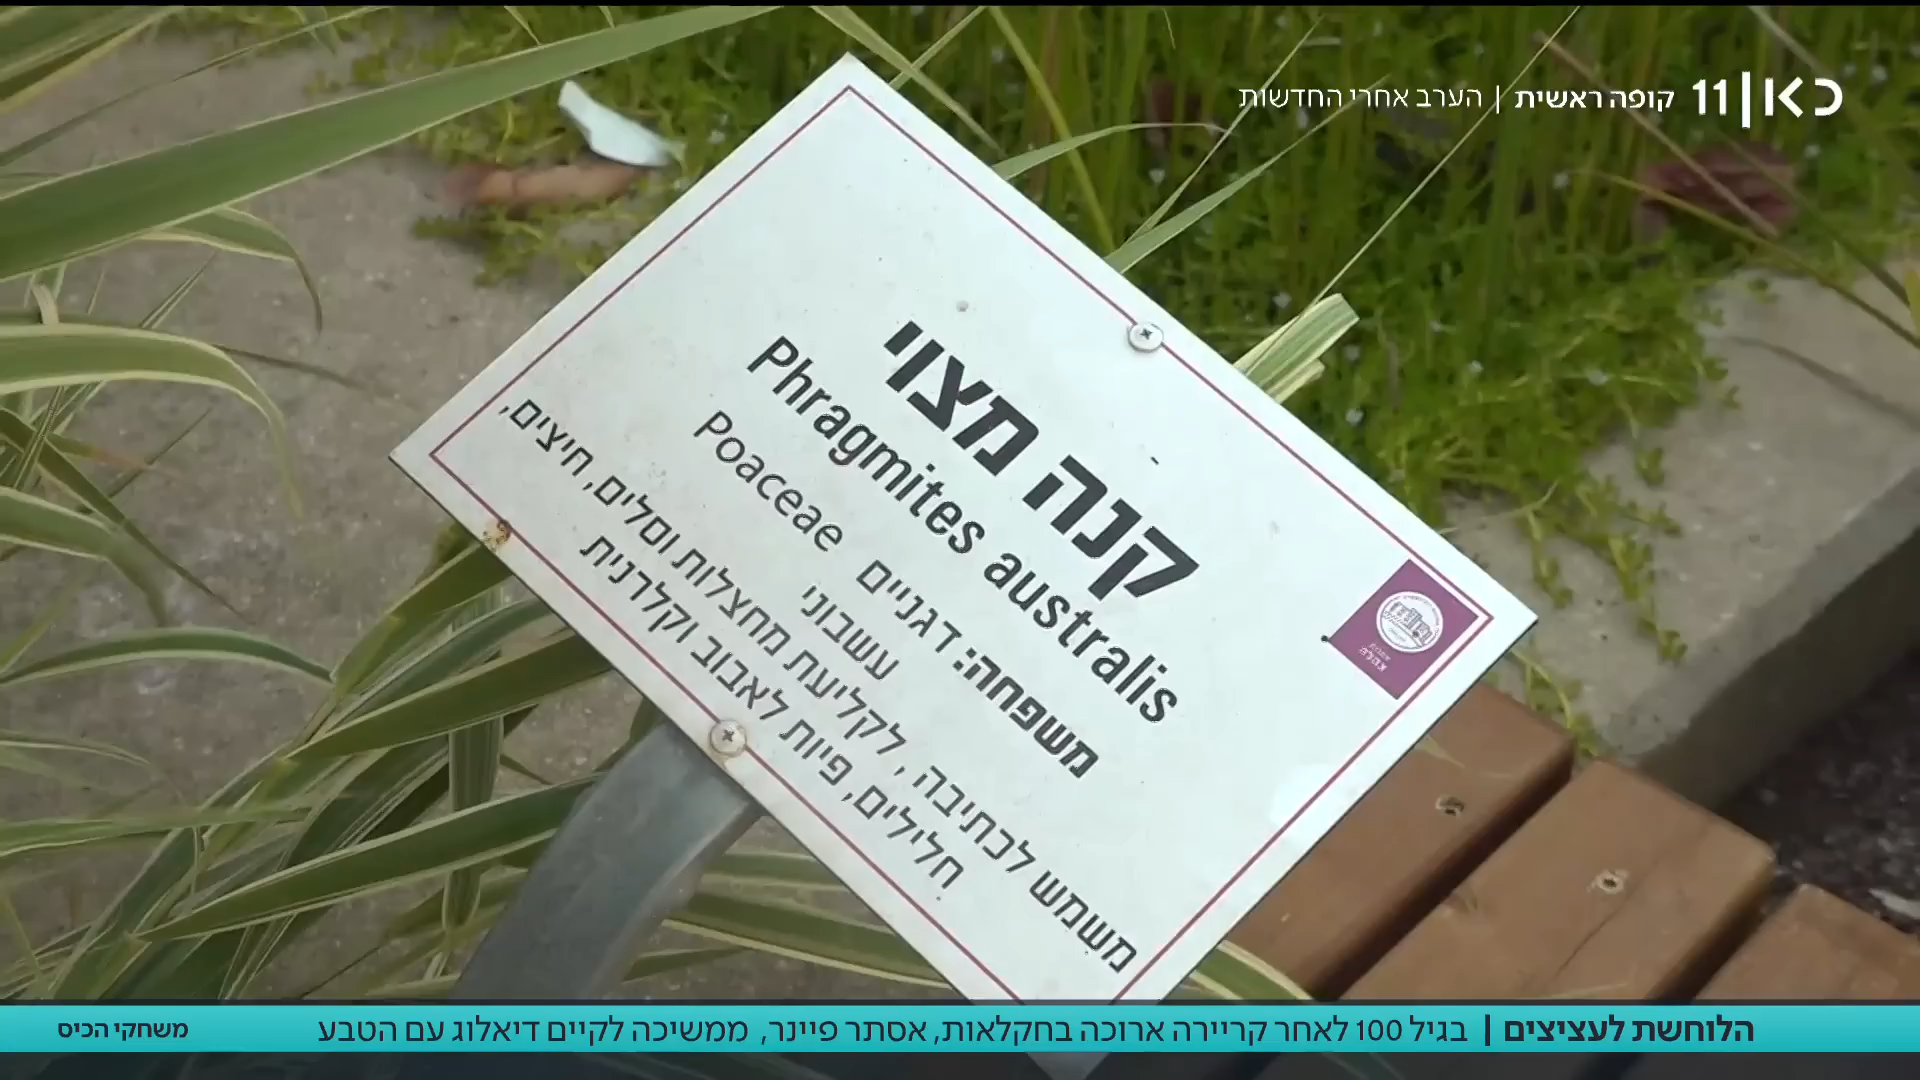 כאן 11
קופה ראשית | הערב אחרי החדשות
קנה מצוי
Phragmites australis
משפחה: דגניים Poaceae
עשבוני
משמש לכתיבה, לקליעת מחצלות וסלים, חיצים,
חלילים, פיות לאבוב וקלרנית
צהלה
הלוחשת לעציצים | בגיל 100 לאחר קריירה ארוכה בחקלאות, אסתר פיינר, ממשיכה לקיים דיאלוג עם הטבע
משחקי הכיס